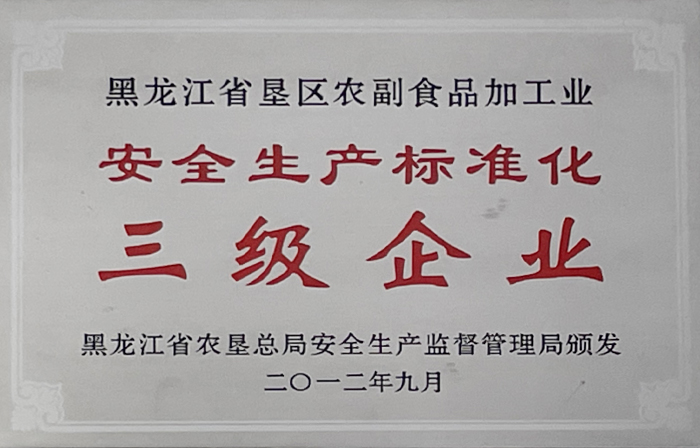 黑龙江省垦区农副食品加工业
安全生产标准化
三级企业
黑龙江省农垦总局安全生产监督管理局颁发
二〇一二年九月